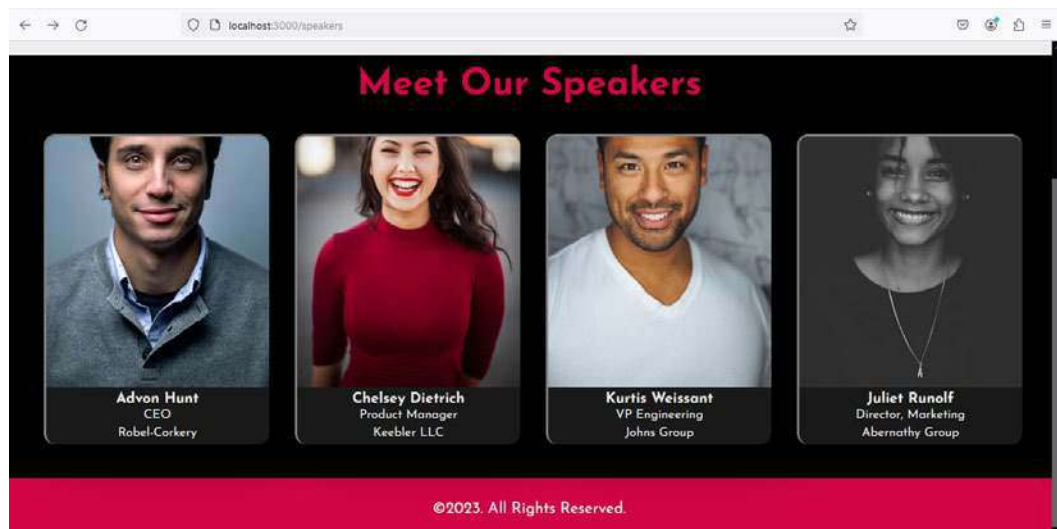 localhost:3000/speakers
Meet Our Speakers
Advon Hunt
CEO
Robel-Corkery
Chelsey Dietrich
Product Manager
Keebler LLC
Kurtis Weissant
VP Engineering
Johns Group
Juliet Runolf
Director, Marketing
Abernathy Group
©2023. All Rights Reserved.